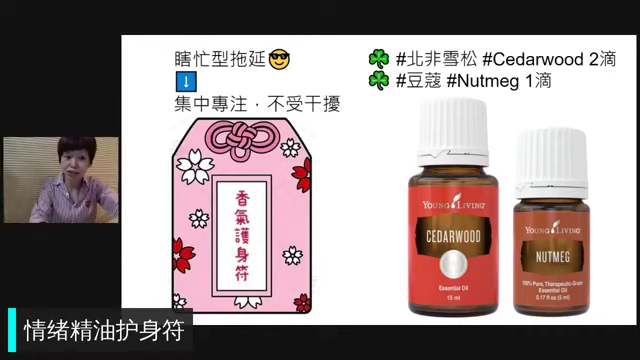 瞎忙型拖延😎
⬇️
集中專注，不受干擾
香氣護身符
☘️ #北非雪松 #Cedarwood 2滴
☘️ #豆蔻 #Nutmeg 1滴
YOUNG LIVING
CEDARWOOD
Essential Oil
15 ml
YOUNG LIVING
NUTMEG
100% Pure, Therapeutic-Grade
Essential Oil
0.17 fl oz (5 ml)
情绪精油护身符